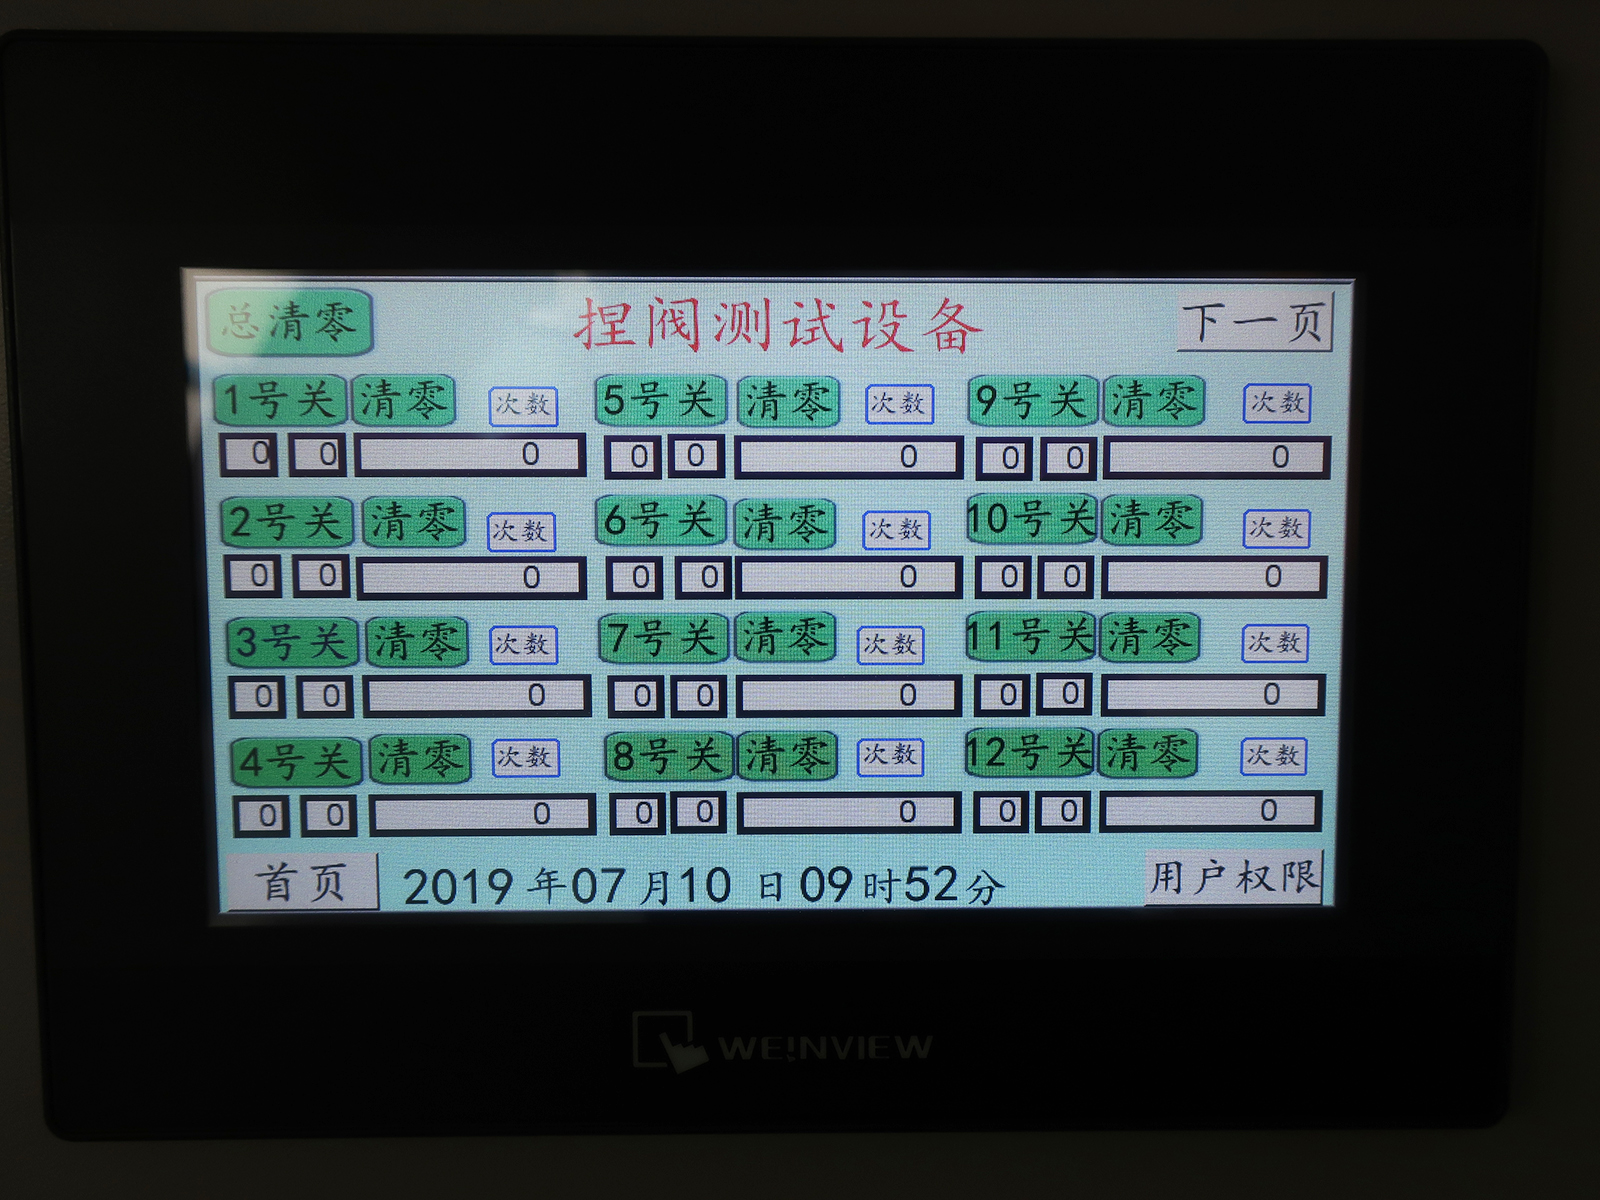 总清零 捏阀测试设备 下一页
1号关 清零 次数 5号关 清零 次数 9号关 清零 次数
0 0 0 0 0 0 0 0 0
2号关 清零 次数 6号关 清零 次数 10号关 清零 次数
0 0 0 0 0 0 0 0 0
3号关 清零 次数 7号关 清零 次数 11号关 清零 次数
0 0 0 0 0 0 0 0 0
4号关 清零 次数 8号关 清零 次数 12号关 清零 次数
0 0 0 0 0 0 0 0 0
首页 2019年07月10日09时52分 用户权限
WE!NVIEW